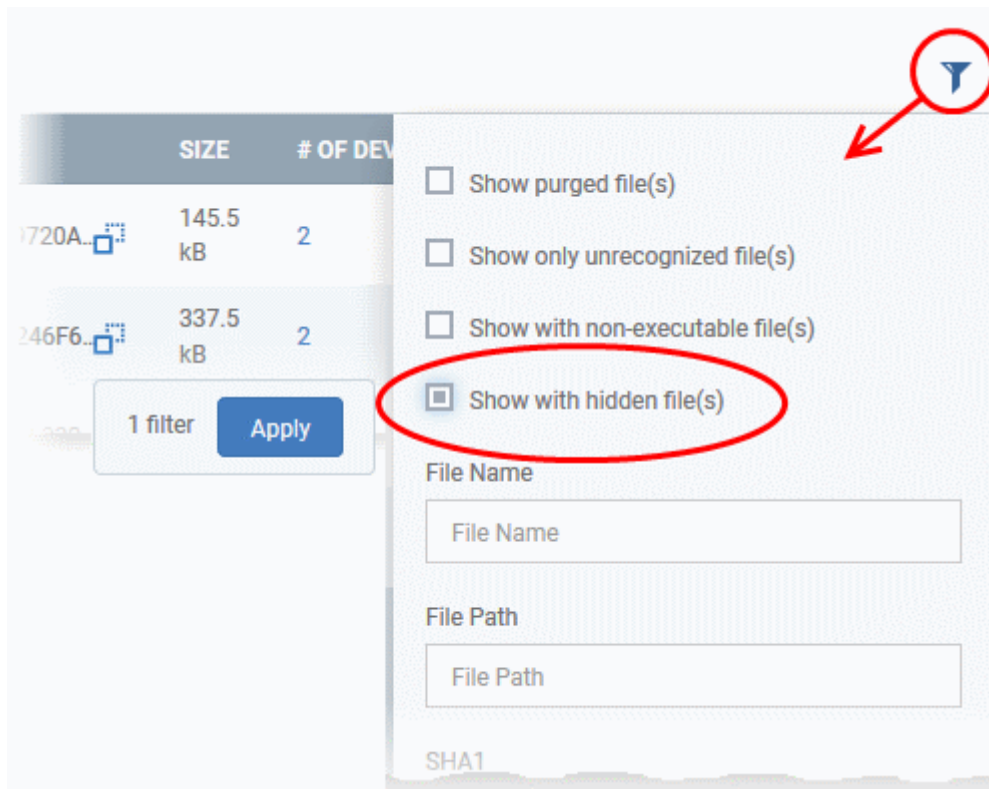 SIZE # OF DEV
Show purged file(s)
720A..
145.5
kB
2
Show only unrecognized file(s)
246F6..
337.5
kB
2
Show with non-executable file(s)
Show with hidden file(s)
1 filter Apply
File Name
File Name
File Path
File Path
SHA1